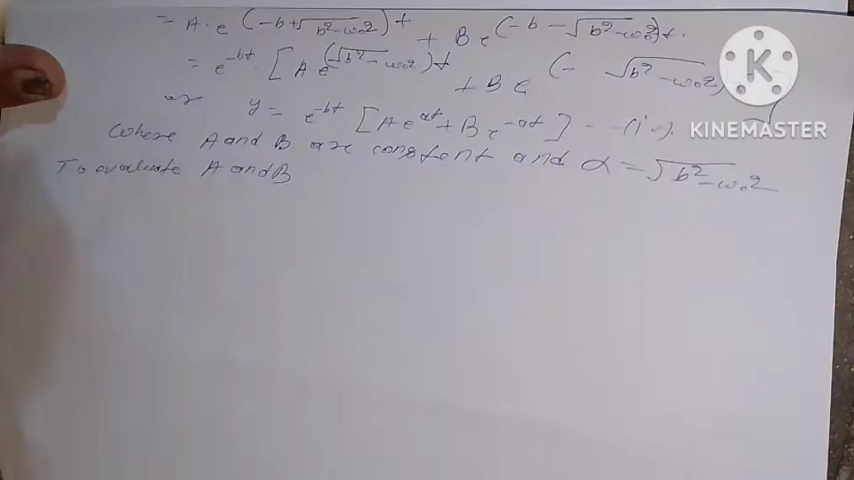 = A. e (-b+√b²-ω₀²)t + B e (-b - √b²-ω₀²)t.
= e^-bt. [A e^(√b²-ω₀²)t + B e (- √b²-ω₀²)
or y = e^-bt [A e^αt + B e^-αt] - - (iv).
Where A and B are constent and α = √b²-ω₀²
To evaluate A and B
K
KINEMASTER